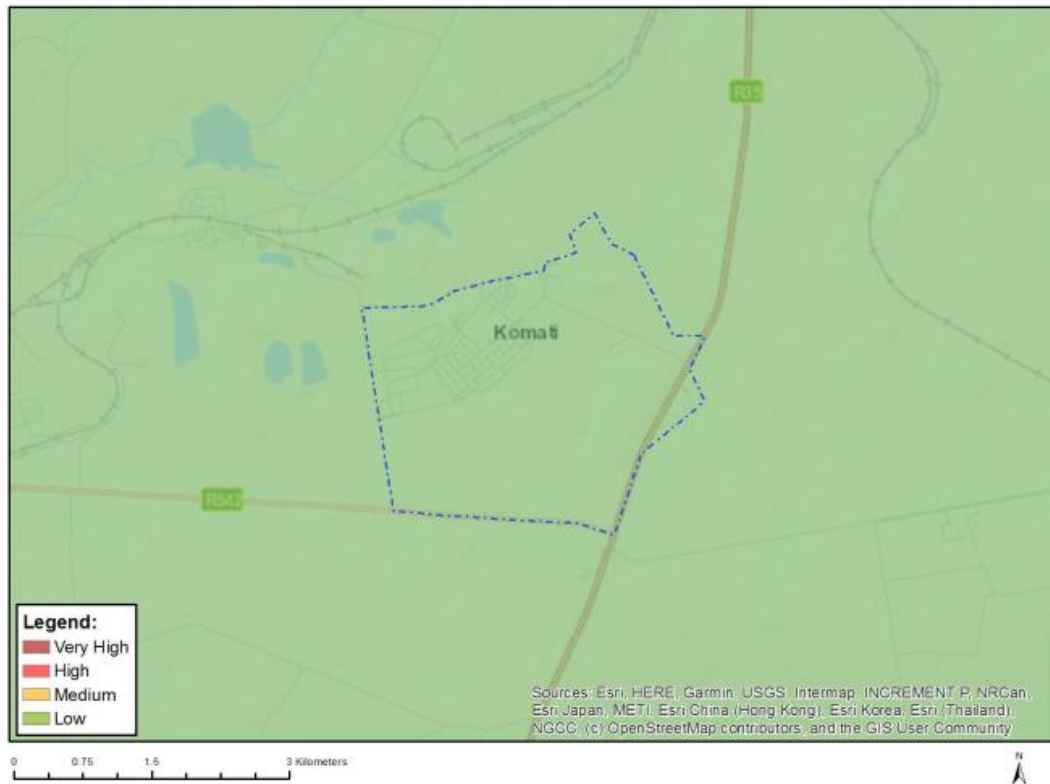 R35
Komati
R542
Legend:
Very High
High
Medium
Low
Sources: Esri, HERE, Garmin, USGS, Intermap, INCREMENT P, NRCan,
Esri Japan, METI, Esri China (Hong Kong), Esri Korea, Esri (Thailand),
NGCC, (c) OpenStreetMap contributors, and the GIS User Community
0 0.75 1.5 3 Kilometers
N